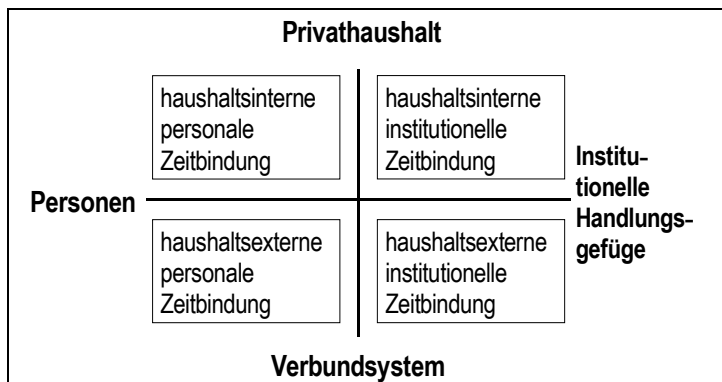 Privathaushalt
haushaltsinterne
personale
Zeitbindung
haushaltsinterne
institutionelle
Zeitbindung
Personen
Institu-
tionelle
Handlungs-
gefüge
haushaltsexterne
personale
Zeitbindung
haushaltsexterne
institutionelle
Zeitbindung
Verbundsystem